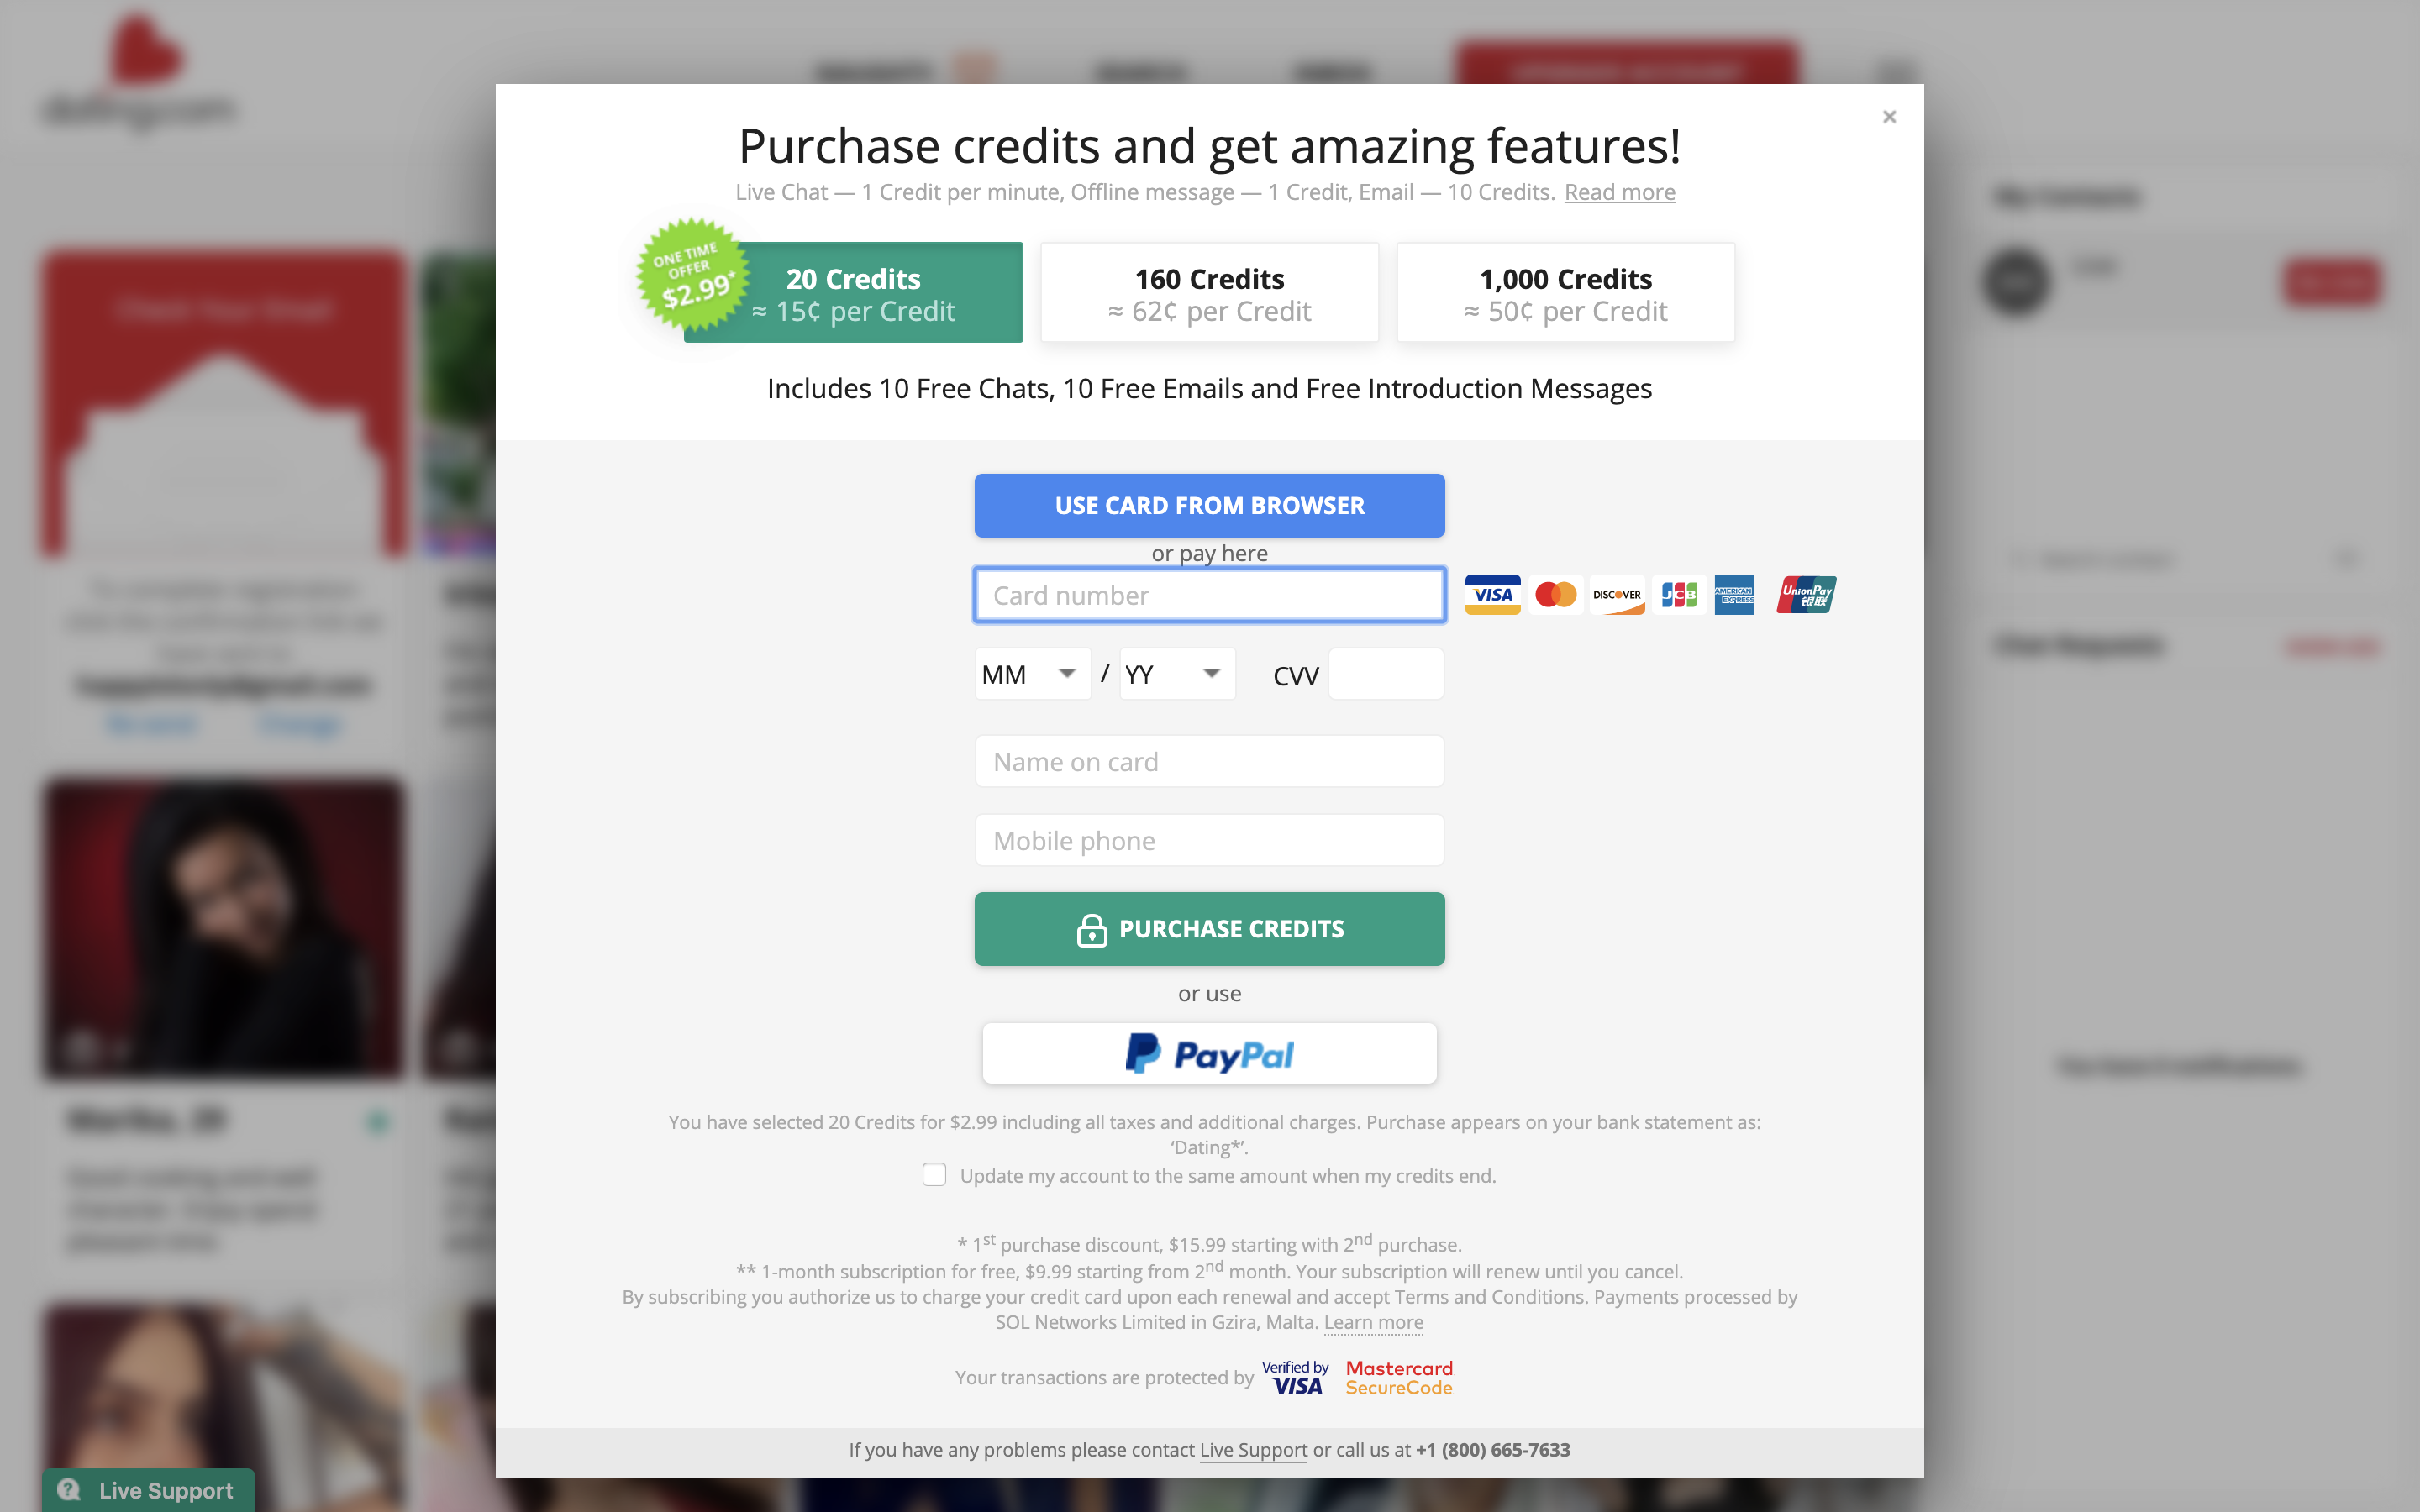 Purchase credits and get amazing features!
Live Chat — 1 Credit per minute, Offline message — 1 Credit, Email — 10 Credits. Read more
ONE TIME
OFFER
$2.99*
20 Credits
≈ 15¢ per Credit
160 Credits
≈ 62¢ per Credit
1,000 Credits
≈ 50¢ per Credit
Includes 10 Free Chats, 10 Free Emails and Free Introduction Messages
USE CARD FROM BROWSER
or pay here
Card number
VISA
DISCOVER
JCB
AMERICAN
EXPRESS
UnionPay
银联
MM / YY CVV
Name on card
Mobile phone
PURCHASE CREDITS
or use
PayPal
You have selected 20 Credits for $2.99 including all taxes and additional charges. Purchase appears on your bank statement as:
‘Dating*’.
Update my account to the same amount when my credits end.
* 1st purchase discount, $15.99 starting with 2nd purchase.
** 1-month subscription for free, $9.99 starting from 2nd month. Your subscription will renew until you cancel.
By subscribing you authorize us to charge your credit card upon each renewal and accept Terms and Conditions. Payments processed by
SOL Networks Limited in Gzira, Malta. Learn more
Your transactions are protected by
Verified by
VISA
Mastercard
SecureCode
If you have any problems please contact Live Support or call us at +1 (800) 665-7633
Live Support